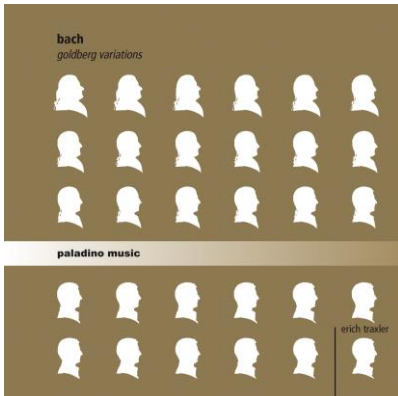 bach
goldberg variations
paladino music
erich traxler